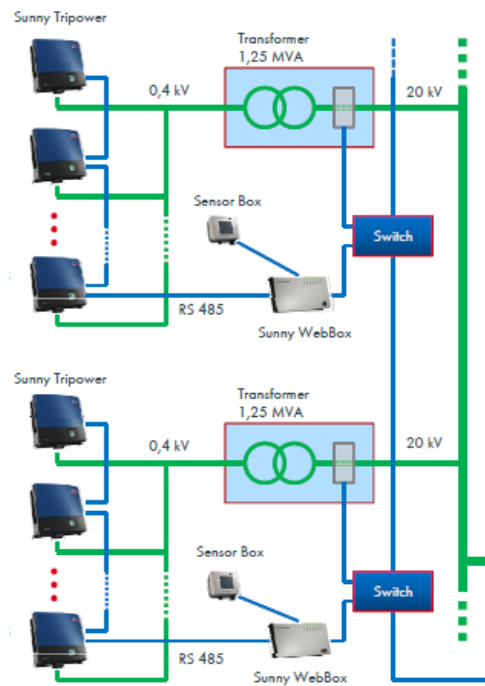 Sunny Tripower
Transformer
1,25 MVA
0,4 kV
20 kV
Sensor Box
Switch
RS 485
Sunny WebBox
Sunny Tripower
Transformer
1,25 MVA
0,4 kV
20 kV
Sensor Box
Switch
RS 485
Sunny WebBox